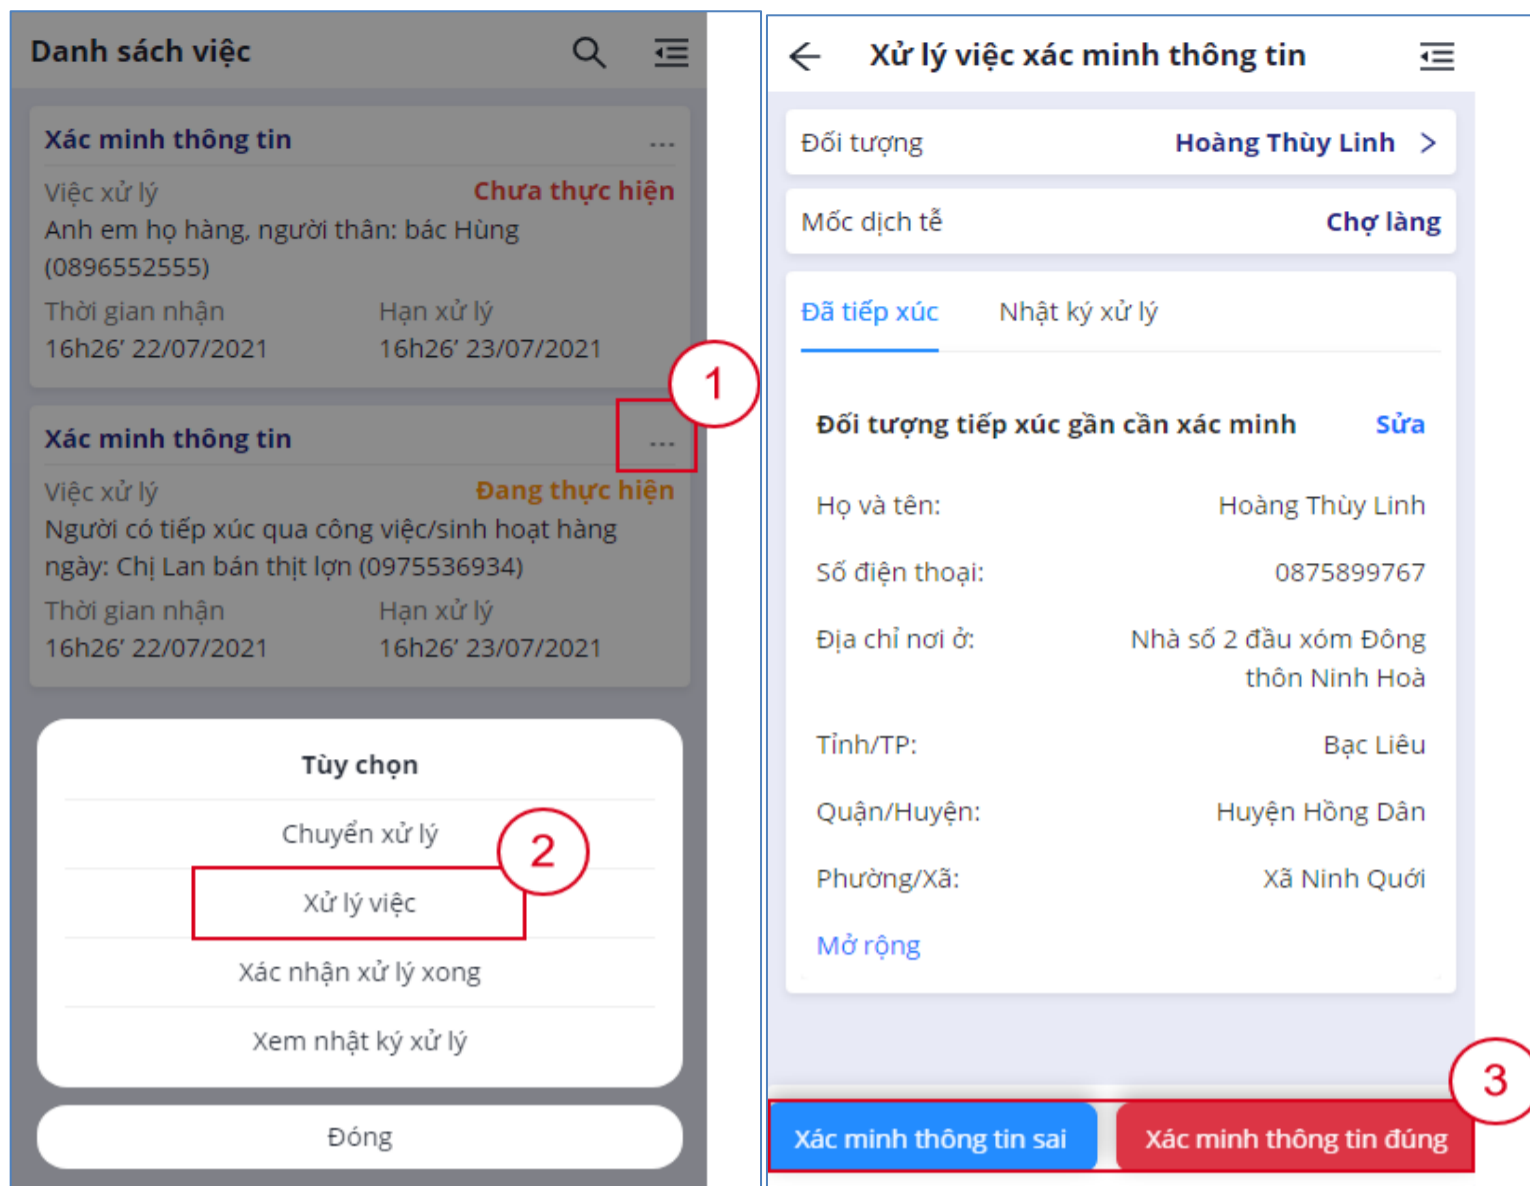 Danh sách việc
Xác minh thông tin
...
Việc xử lý
Chưa thực hiện
Anh em họ hàng, người thân: bác Hùng
(0896552555)
Thời gian nhận
Hạn xử lý
16h26’ 22/07/2021
16h26’ 23/07/2021
1
Xác minh thông tin
...
Việc xử lý
Đang thực hiện
Người có tiếp xúc qua công việc/sinh hoạt hàng
ngày: Chị Lan bán thịt lợn (0975536934)
Thời gian nhận
Hạn xử lý
16h26’ 22/07/2021
16h26’ 23/07/2021
Tùy chọn
Chuyển xử lý
2
Xử lý việc
Xác nhận xử lý xong
Xem nhật ký xử lý
Đóng
Xử lý việc xác minh thông tin
Đối tượng
Hoàng Thùy Linh
Mốc dịch tễ
Chợ làng
Đã tiếp xúc
Nhật ký xử lý
Đối tượng tiếp xúc gần cần xác minh
Sửa
Họ và tên:
Hoàng Thùy Linh
Số điện thoại:
0875899767
Địa chỉ nơi ở:
Nhà số 2 đầu xóm Đông
thôn Ninh Hoà
Tỉnh/TP:
Bạc Liêu
Quận/Huyện:
Huyện Hồng Dân
Phường/Xã:
Xã Ninh Quới
Mở rộng
3
Xác minh thông tin sai
Xác minh thông tin đúng